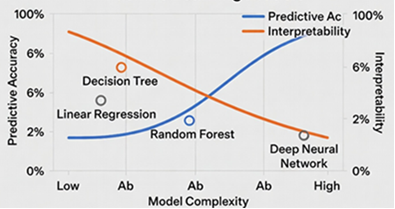 100%
6%
6%
2%
0%
Predictive Accuracy
Predictive Ac
Interpretability
100%
6%
2%
0%
Interpretability
Decision Tree
Linear Regression
Random Forest
Deep Neural
Network
Low
Ab
Ab
Ab
High
Model Complexity